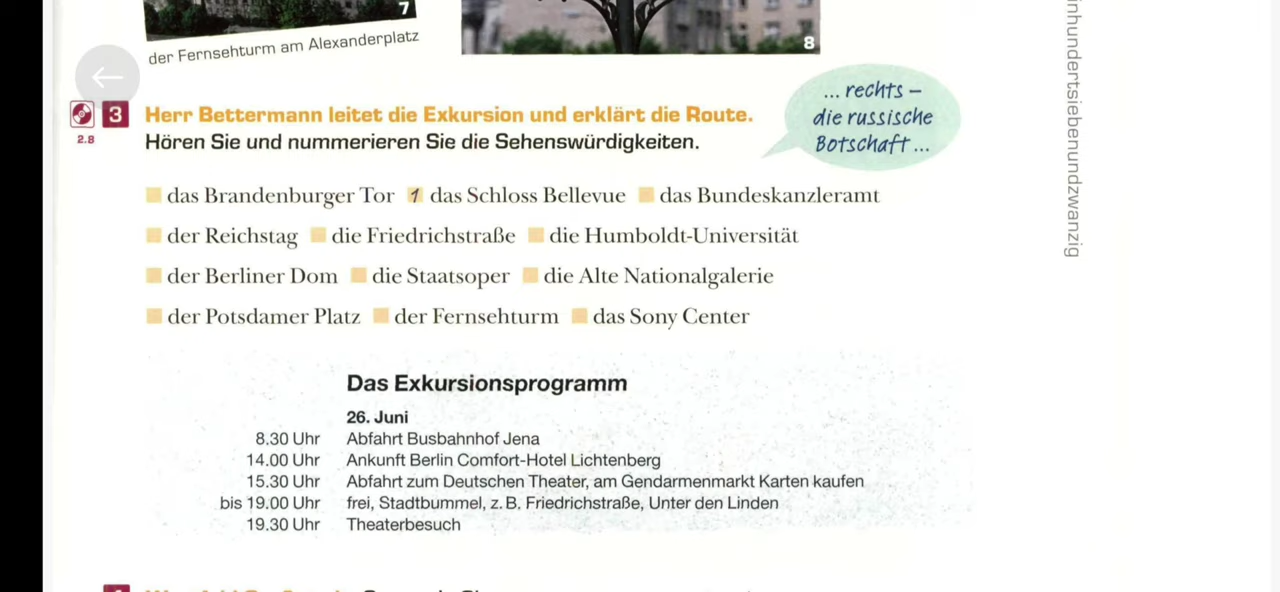 7
8
der Fernsehturm am Alexanderplatz
inhundertsiebenundzwanzig
... rechts –
die russische
Botschaft ...
3 Herr Bettermann leitet die Exkursion und erklärt die Route.
2.8 Hören Sie und nummerieren Sie die Sehenswürdigkeiten.
das Brandenburger Tor 1 das Schloss Bellevue das Bundeskanzleramt
der Reichstag die Friedrichstraße die Humboldt-Universität
der Berliner Dom die Staatsoper die Alte Nationalgalerie
der Potsdamer Platz der Fernsehturm das Sony Center
Das Exkursionsprogramm
26. Juni
8.30 Uhr Abfahrt Busbahnhof Jena
14.00 Uhr Ankunft Berlin Comfort-Hotel Lichtenberg
15.30 Uhr Abfahrt zum Deutschen Theater, am Gendarmenmarkt Karten kaufen
bis 19.00 Uhr frei, Stadtbummel, z. B. Friedrichstraße, Unter den Linden
19.30 Uhr Theaterbesuch